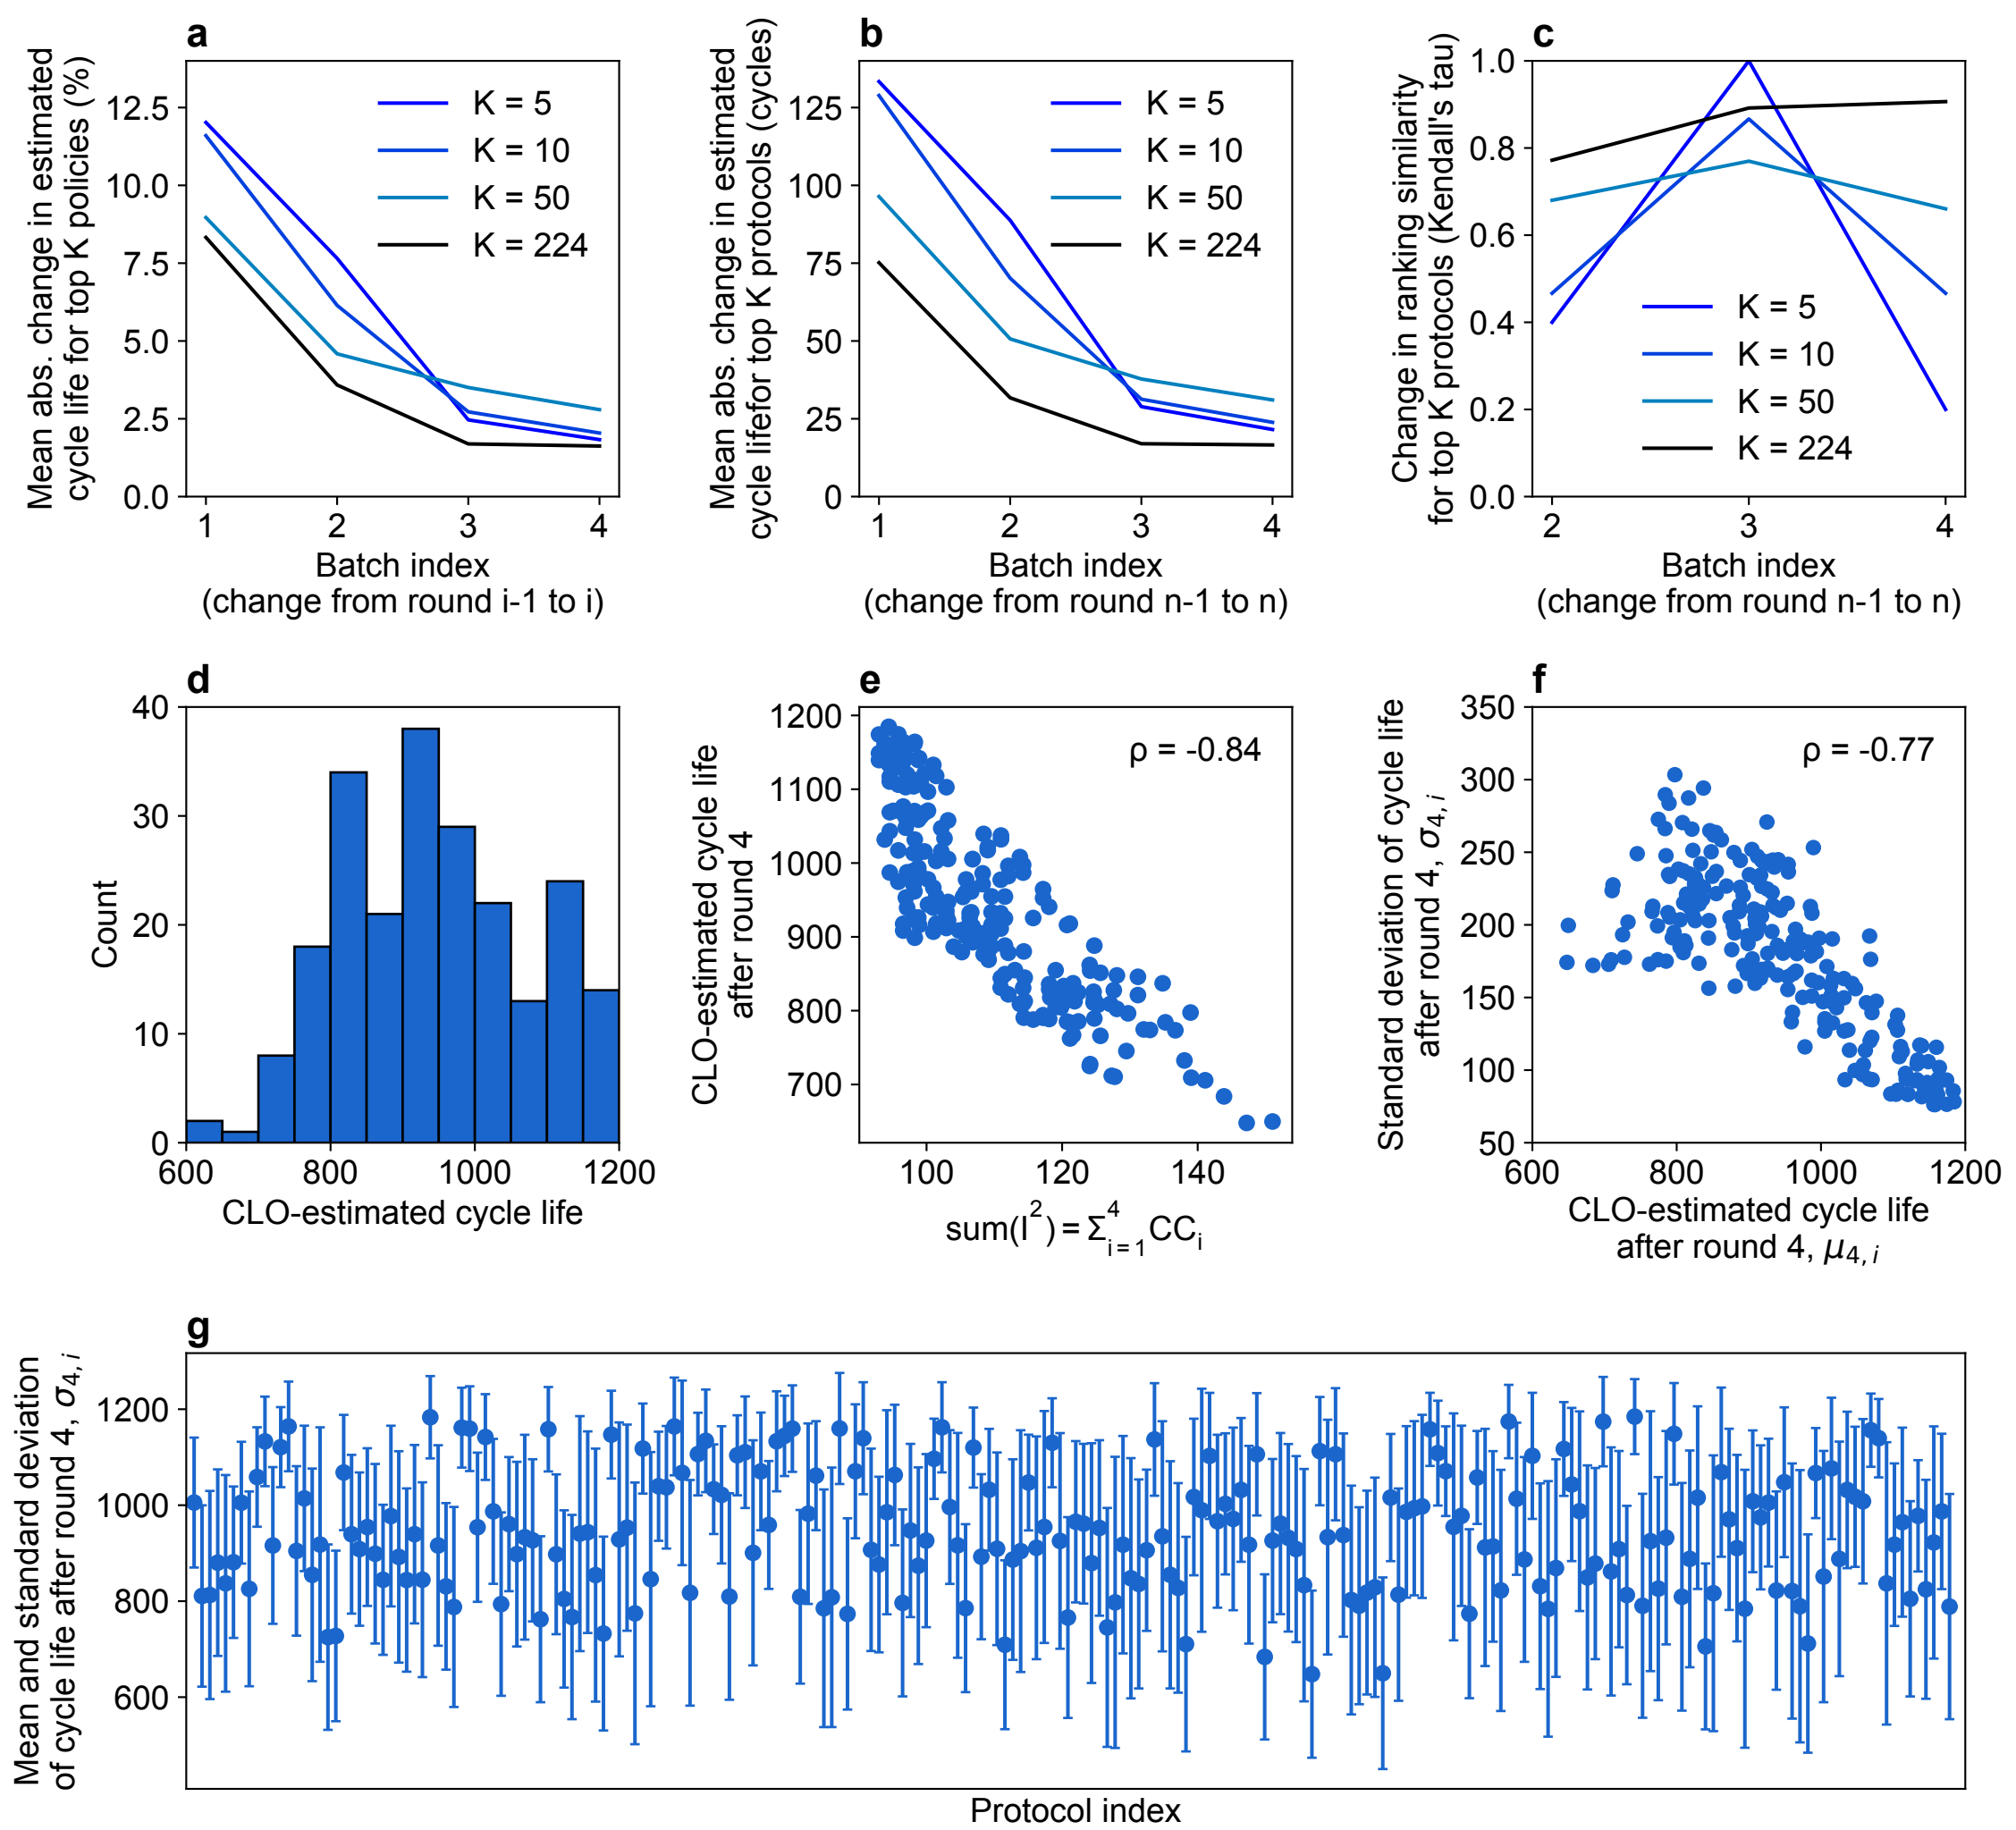 a
Mean abs. change in estimated
cycle life for top K policies (%)
12.5
10.0
7.5
5.0
2.5
0.0
K = 5
K = 10
K = 50
K = 224
1 2 3 4
Batch index
(change from round i-1 to i)
b
Mean abs. change in estimated
cycle lifefor top K protocols (cycles)
125
100
75
50
25
0
K = 5
K = 10
K = 50
K = 224
1 2 3 4
Batch index
(change from round n-1 to n)
c
Change in ranking similarity
for top K protocols (Kendall's tau)
1.0
0.8
0.6
0.4
0.2
0.0
K = 5
K = 10
K = 50
K = 224
2 3 4
Batch index
(change from round n-1 to n)
d
Count
40
30
20
10
0
600 800 1000 1200
CLO-estimated cycle life
e
CLO-estimated cycle life
after round 4
1200
1100
1000
900
800
700
ρ = -0.84
100 120 140
sum(I²) = Σ⁴ᵢ₌₁CCᵢ
f
Standard deviation of cycle life
after round 4, σ₄,ᵢ
350
300
250
200
150
100
50
ρ = -0.77
600 800 1000 1200
CLO-estimated cycle life
after round 4, μ₄,ᵢ
g
Mean and standard deviation
of cycle life after round 4, σ₄,ᵢ
1200
1000
800
600
Protocol index